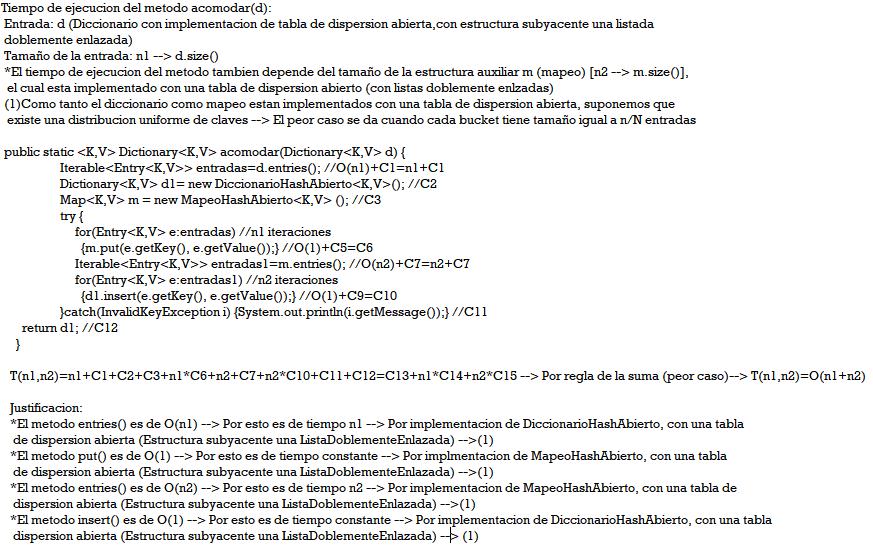 Tiempo de ejecucion del metodo acomodar(d):
Entrada: d (Diccionario con implementacion de tabla de dispersion abierta,con estructura subyacente una listada
doblemente enlazada)
Tamaño de la entrada: n1 --> d.size()
*El tiempo de ejecucion del metodo tambien depende del tamaño de la estructura auxiliar m (mapeo) [n2 --> m.size()],
el cual esta implementado con una tabla de dispersion abierto (con listas doblemente enlzadas)
(1)Como tanto el diccionario como mapeo estan implementados con una tabla de dispersion abierta, suponemos que
existe una distribucion uniforme de claves --> El peor caso se da cuando cada bucket tiene tamaño igual a n/N entradas
public static <K,V> Dictionary<K,V> acomodar(Dictionary<K,V> d) {
Iterable<Entry<K,V>> entradas=d.entries(); //O(n1)+C1=n1+C1
Dictionary<K,V> d1= new DiccionarioHashAbierto<K,V>(); //C2
Map<K,V> m = new MapeoHashAbierto<K,V> (); //C3
try {
for(Entry<K,V> e:entradas) //n1 iteraciones
{m.put(e.getKey(), e.getValue());} //O(1)+C5=C6
Iterable<Entry<K,V>> entradas1=m.entries(); //O(n2)+C7=n2+C7
for(Entry<K,V> e:entradas1) //n2 iteraciones
{d1.insert(e.getKey(), e.getValue());} //O(1)+C9=C10
}catch(InvalidKeyException i) {System.out.println(i.getMessage());} //C11
return d1; //C12
}
T(n1,n2)=n1+C1+C2+C3+n1*C6+n2+C7+n2*C10+C11+C12=C13+n1*C14+n2*C15 --> Por regla de la suma (peor caso)--> T(n1,n2)=O(n1+n2)
Justificacion:
*El metodo entries() es de O(n1) --> Por esto es de tiempo n1 --> Por implementacion de DiccionarioHashAbierto, con una tabla
de dispersion abierta (Estructura subyacente una ListaDoblementeEnlazada) -->(1)
*El metodo put() es de O(1) --> Por esto es de tiempo constante --> Por implmentacion de MapeoHashAbierto, con una tabla
de dispersion abierta (Estructura subyacente una ListaDoblementeEnlazada) -->(1)
*El metodo entries() es de O(n2) --> Por esto es de tiempo n2 --> Por implementacion de MapeoHashAbierto, con una tabla de
dispersion abierta (Estructura subyacente una ListaDoblementeEnlazada) -->(1)
*El metodo insert() es de O(1) --> Por esto es de tiempo constante --> Por implementacion de DiccionarioHashAbierto, con una tabla
dispersion abierta (Estructura subyacente una ListaDoblementeEnlazada) --> (1)